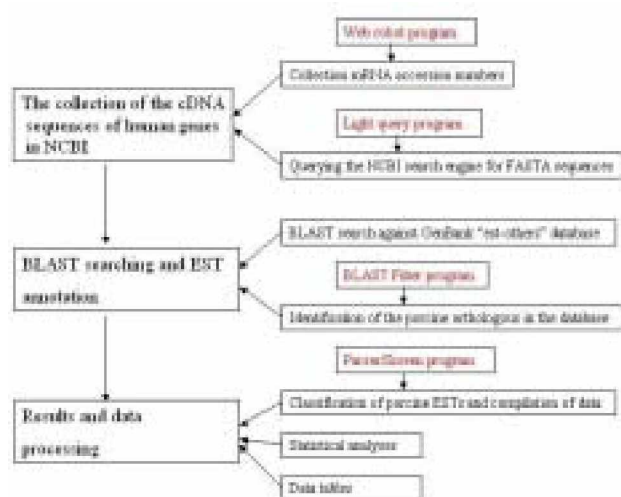 Web robot program
Collection mRNA accession numbers
The collection of the cDNA
sequences of human genes
in NCBI
Light query program
Querying the NCBI search engine for FASTA sequences
BLAST search against GenBank "est-others" database
BLAST searching and EST
annotation
BLAST Filter program
Identification of the porcine orthologous in the database
ParserScreen program
Classification of porcine ESTs and compilation of data
Results and data
processing
Statistical analyses
Data tables